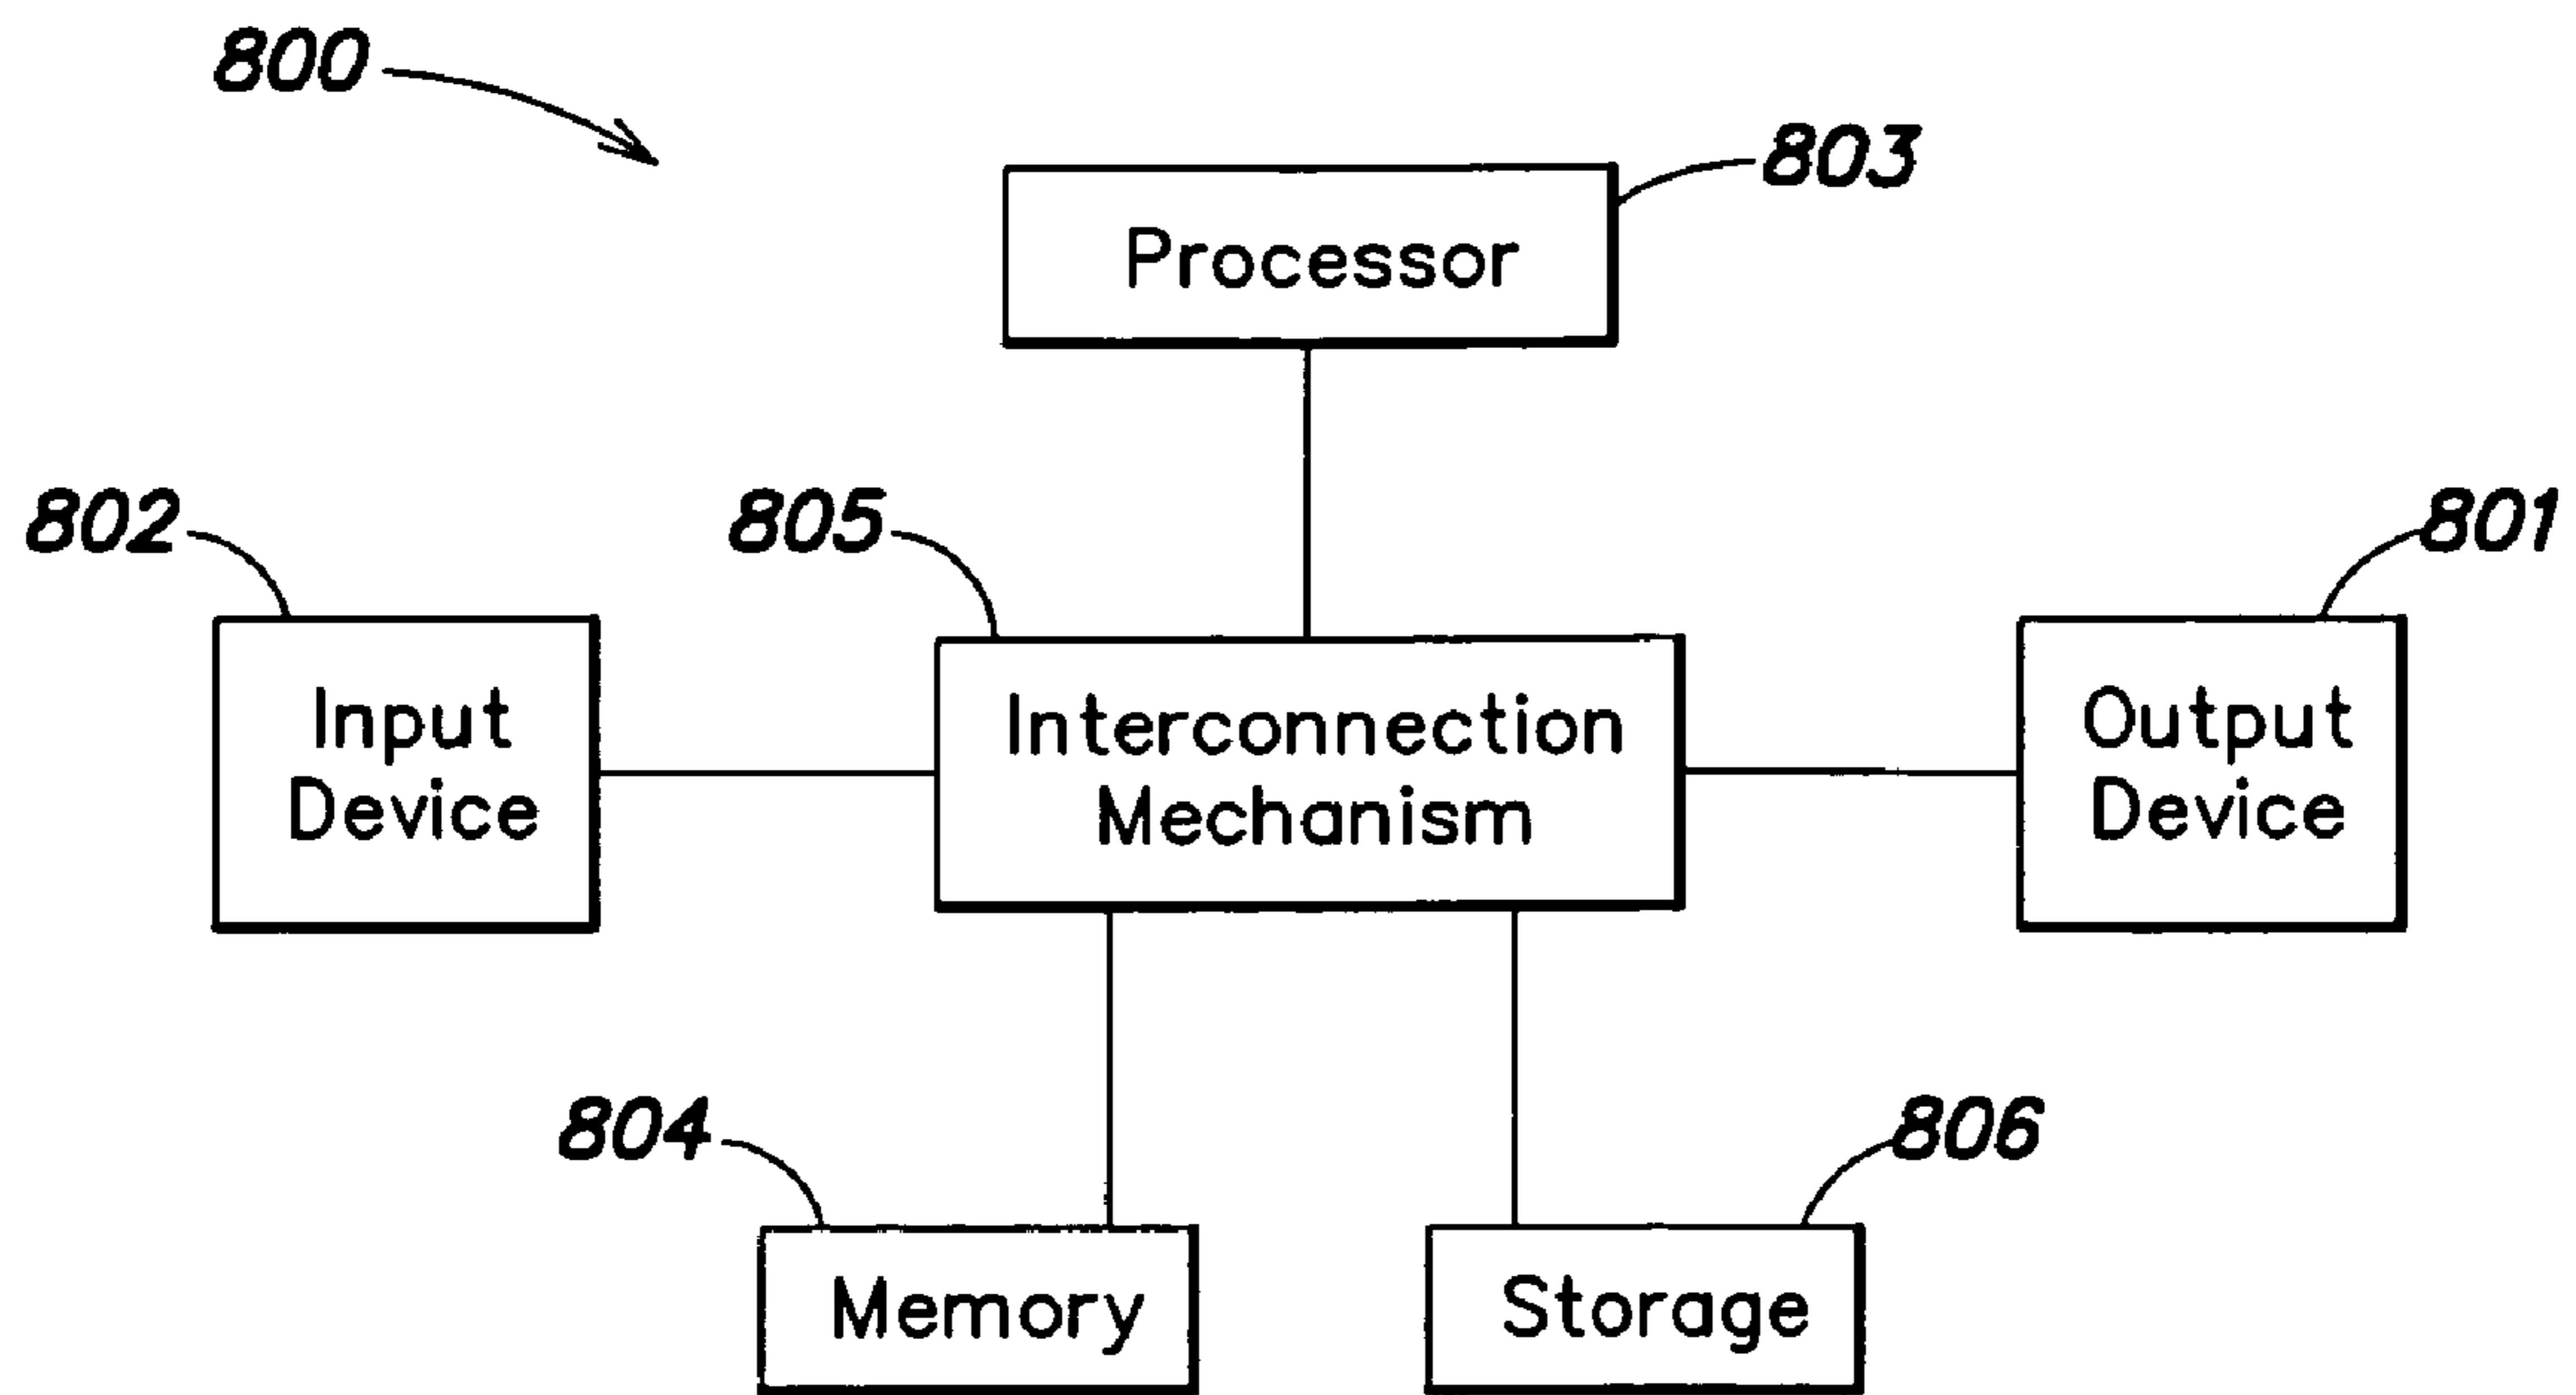 800
803
Processor
802
805
801
Input
Device
Interconnection
Mechanism
Output
Device
804
806
Memory
Storage